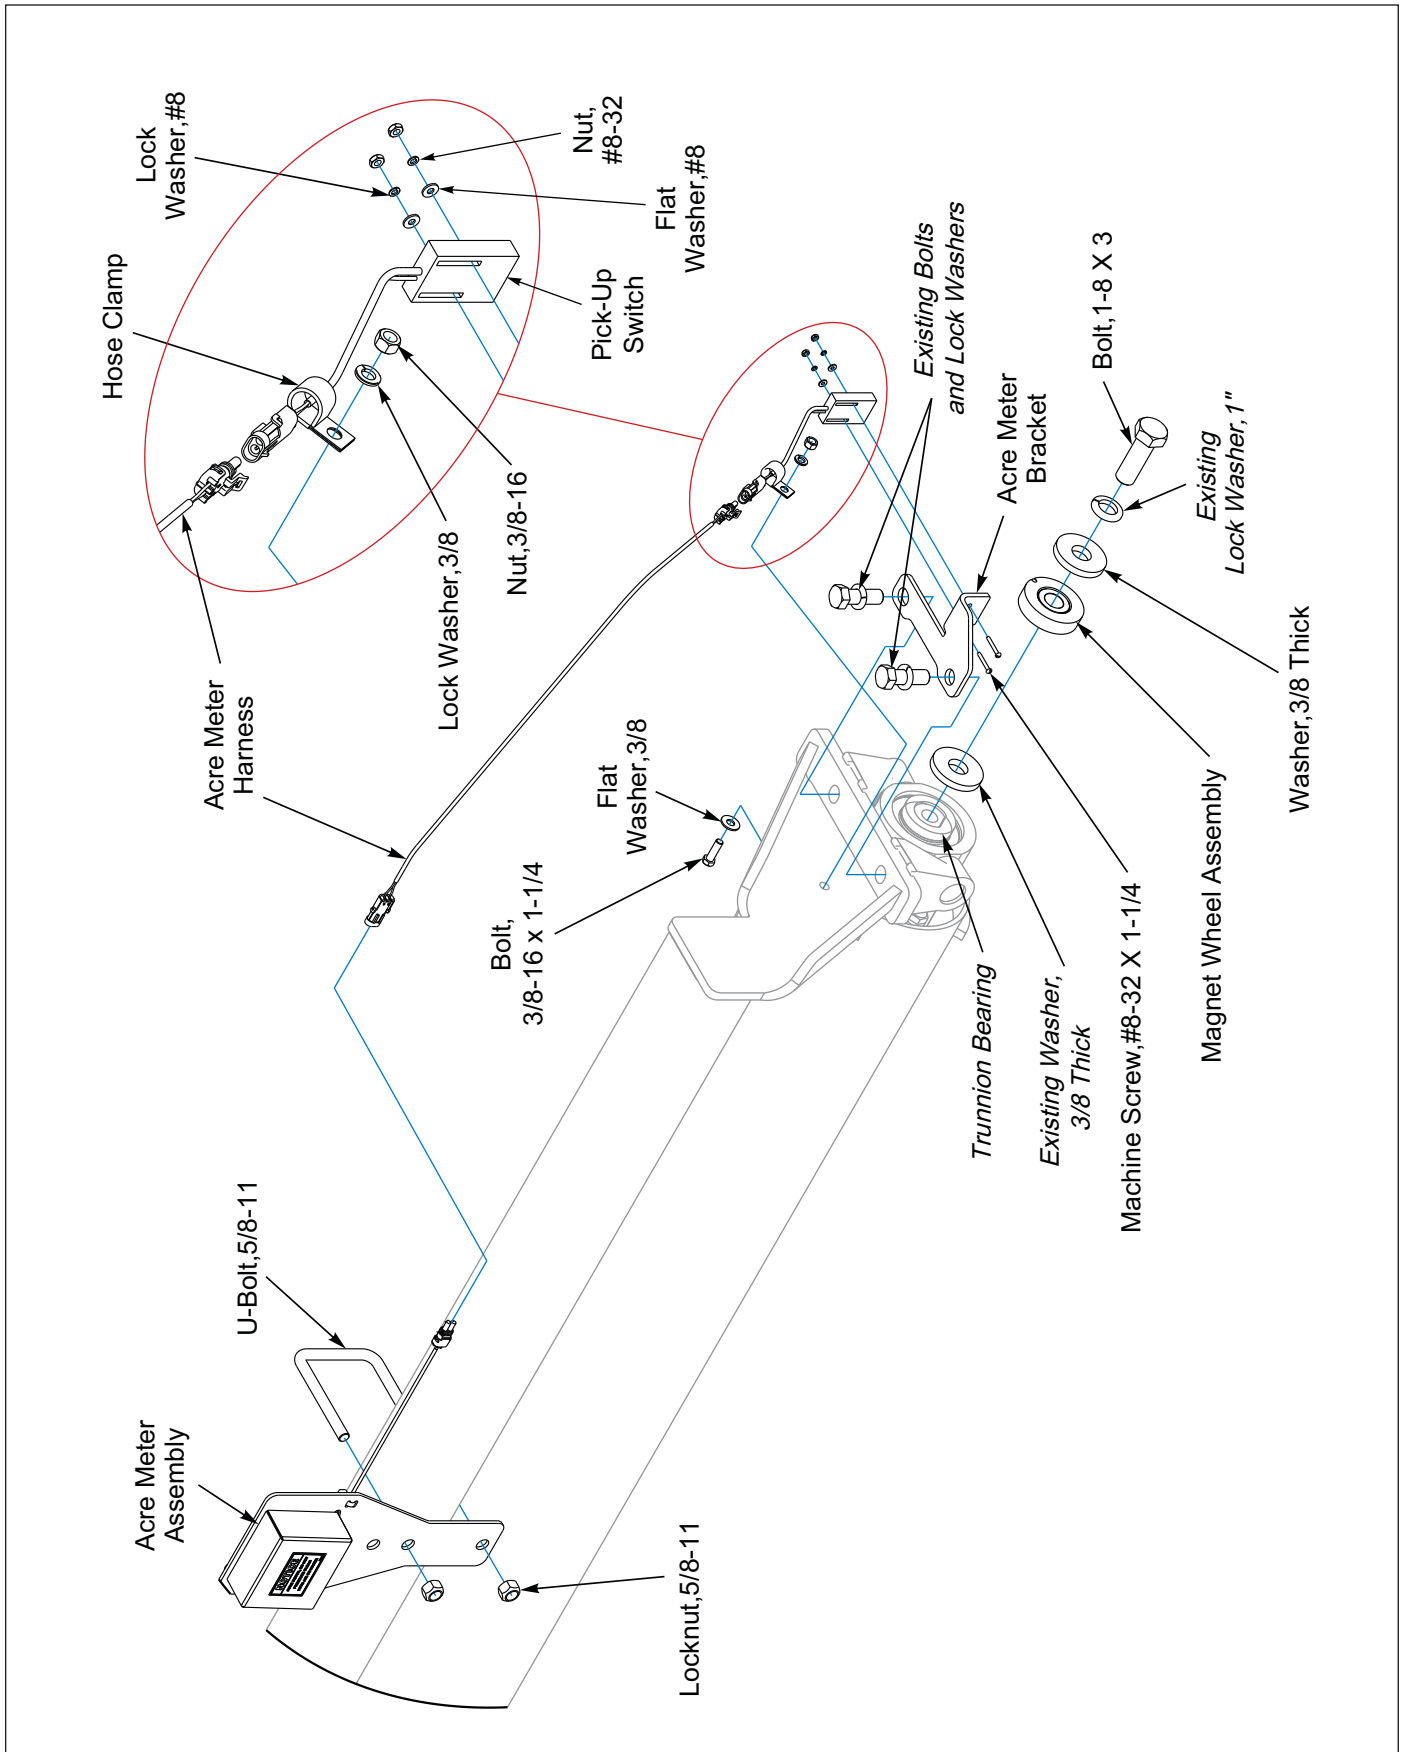 Acre Meter
Assembly
U-Bolt,5/8-11
Locknut,5/8-11
Acre Meter
Harness
Hose Clamp
Lock
Washer,#8
Nut,
#8-32
Flat
Washer,#8
Pick-Up
Switch
Nut,3/8-16
Lock Washer,3/8
Flat
Washer,3/8
Bolt,
3/8-16 x 1-1/4
Existing Bolts
and Lock Washers
Acre Meter
Bracket
Bolt,1-8 X 3
Existing
Lock Washer,1"
Washer,3/8 Thick
Magnet Wheel Assembly
Machine Screw,#8-32 X 1-1/4
Existing Washer,
3/8 Thick
Trunnion Bearing